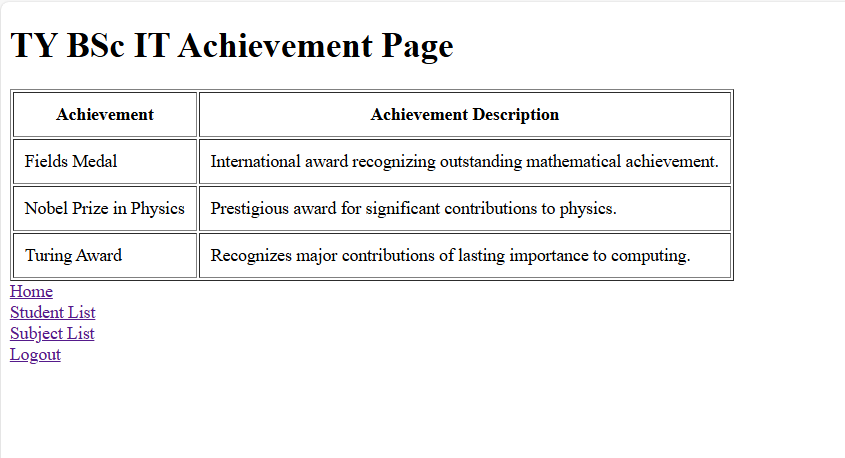 TY BSc IT Achievement Page
Achievement Achievement Description
Fields Medal International award recognizing outstanding mathematical achievement.
Nobel Prize in Physics Prestigious award for significant contributions to physics.
Turing Award Recognizes major contributions of lasting importance to computing.
Home
Student List
Subject List
Logout